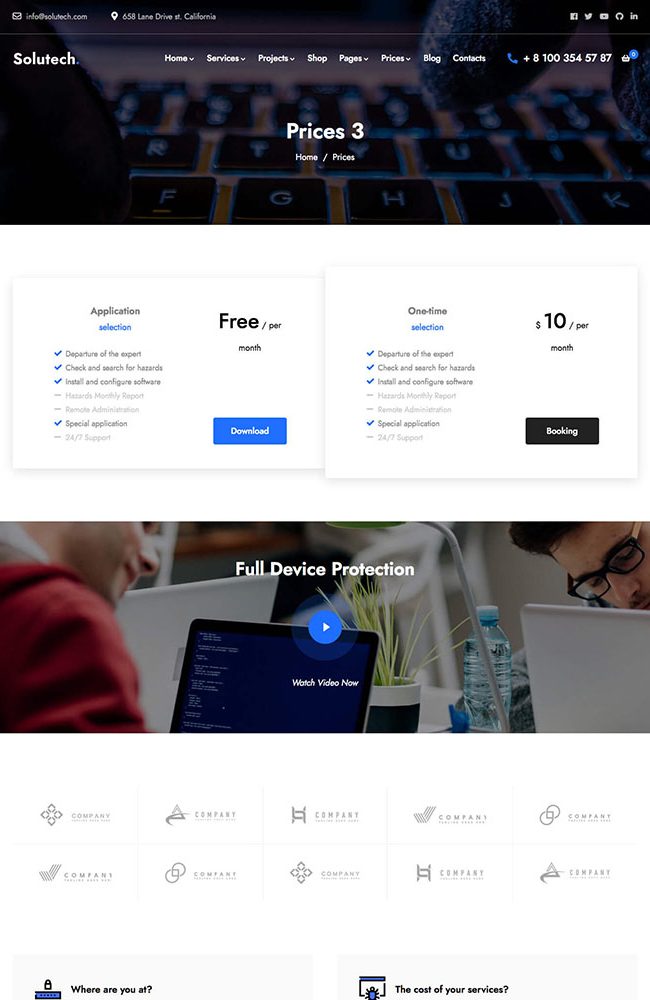 info@solutech.com 658 Lane Drive st. California
Solutech. Home Services Projects Shop Pages Prices Blog Contacts + 8 100 354 57 87 0
Prices 3
Home / Prices
Application
selection
Departure of the expert
Check and search for hazards
Install and configure software
Hazards Monthly Report
Remote Administration
Special application
24/7 Support
Free / per
month
Download
One-time
selection
Departure of the expert
Check and search for hazards
Install and configure software
Hazards Monthly Report
Remote Administration
Special application
24/7 Support
$ 10 / per
month
Booking
Full Device Protection
Watch Video Now
COMPANY COMPANY COMPANY COMPANY COMPANY
COMPANY COMPANY COMPANY COMPANY COMPANY
Where are you at?
The cost of your services?